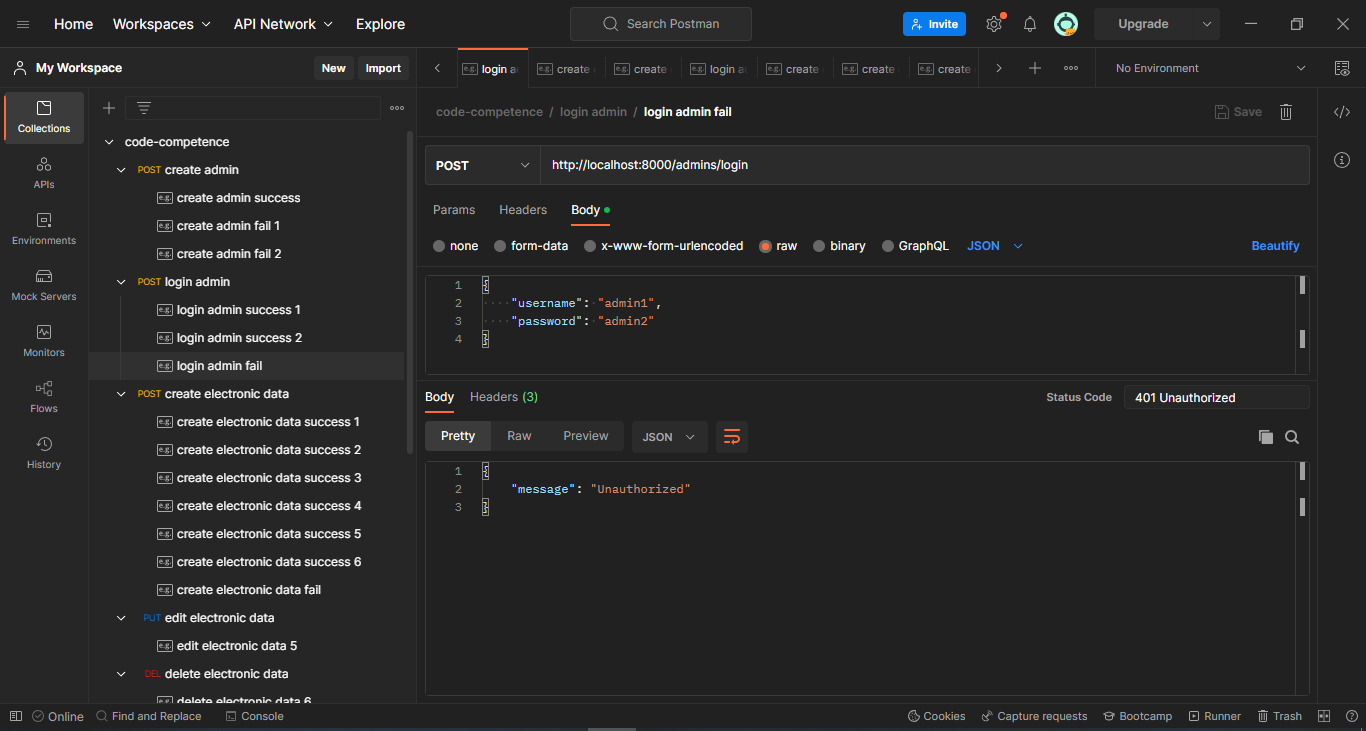 Home Workspaces API Network Explore Search Postman Invite Upgrade
My Workspace New Import
login a create create login a create create create No Environment
Collections
APIs
Environments
Mock Servers
Monitors
Flows
History
code-competence
POST create admin
e.g. create admin success
e.g. create admin fail 1
e.g. create admin fail 2
POST login admin
e.g. login admin success 1
e.g. login admin success 2
e.g. login admin fail
POST create electronic data
e.g. create electronic data success 1
e.g. create electronic data success 2
e.g. create electronic data success 3
e.g. create electronic data success 4
e.g. create electronic data success 5
e.g. create electronic data success 6
e.g. create electronic data fail
PUT edit electronic data
e.g. edit electronic data 5
DEL delete electronic data
e.g. delete electronic data 6
code-competence / login admin / login admin fail Save
POST http://localhost:8000/admins/login
Params Headers Body
none form-data x-www-form-urlencoded raw binary GraphQL JSON Beautify
1 {
2 "username": "admin1",
3 "password": "admin2"
4 }
Body Headers (3) Status Code 401 Unauthorized
Pretty Raw Preview JSON
1 {
2 "message": "Unauthorized"
3 }
Online Find and Replace Console Cookies Capture requests Bootcamp Runner Trash